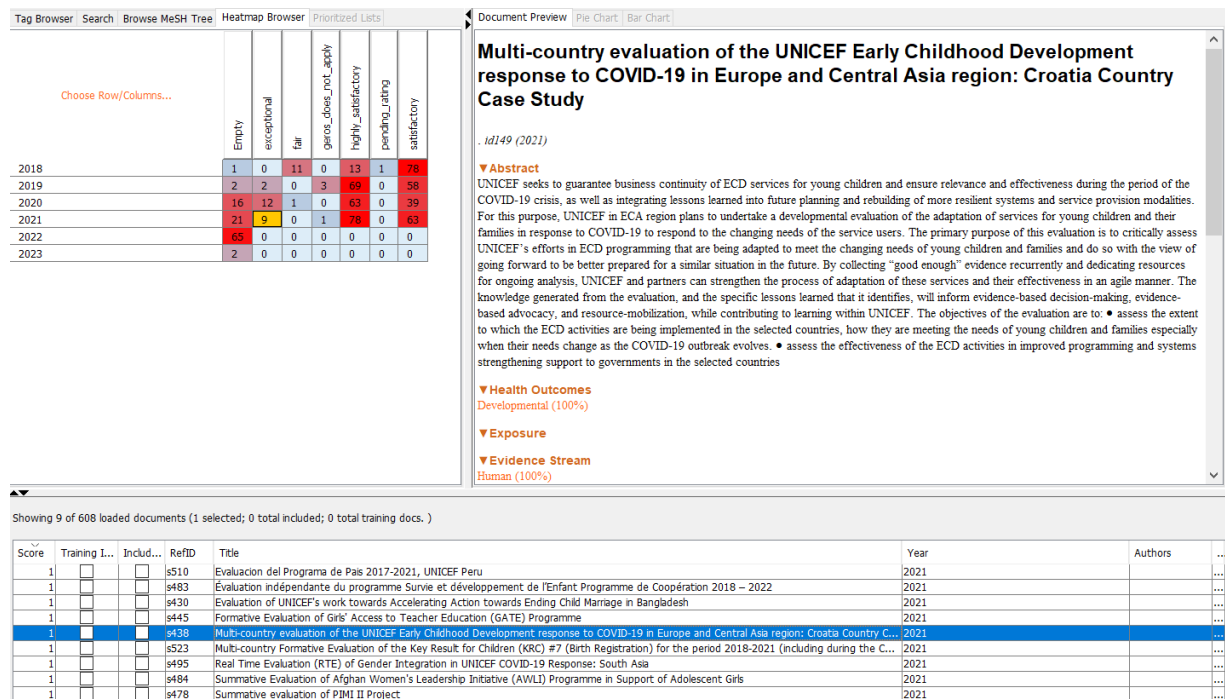 Tag Browser Search Browse MeSH Tree Heatmap Browser Prioritized Lists
Choose Row/Columns...
Empty exceptional fair geros_does_not_apply highly_satisfactory pending_rating satisfactory
2018 1 0 11 0 13 1 78
2019 2 2 0 3 69 0 58
2020 16 12 1 0 63 0 39
2021 21 9 0 1 78 0 63
2022 65 0 0 0 0 0 0
2023 2 0 0 0 0 0 0
Document Preview Pie Chart Bar Chart
Multi-country evaluation of the UNICEF Early Childhood Development
response to COVID-19 in Europe and Central Asia region: Croatia Country
Case Study
. id149 (2021)
▼Abstract
UNICEF seeks to guarantee business continuity of ECD services for young children and ensure relevance and effectiveness during the period of the
COVID-19 crisis, as well as integrating lessons learned into future planning and rebuilding of more resilient systems and service provision modalities.
For this purpose, UNICEF in ECA region plans to undertake a developmental evaluation of the adaptation of services for young children and their
families in response to COVID-19 to respond to the changing needs of the service users. The primary purpose of this evaluation is to critically assess
UNICEF's efforts in ECD programming that are being adapted to meet the changing needs of young children and families and do so with the view of
going forward to be better prepared for a similar situation in the future. By collecting “good enough” evidence recurrently and dedicating resources
for ongoing analysis, UNICEF and partners can strengthen the process of adaptation of these services and their effectiveness in an agile manner. The
knowledge generated from the evaluation, and the specific lessons learned that it identifies, will inform evidence-based decision-making, evidence-
based advocacy, and resource-mobilization, while contributing to learning within UNICEF. The objectives of the evaluation are to: ● assess the extent
to which the ECD activities are being implemented in the selected countries, how they are meeting the needs of young children and families especially
when their needs change as the COVID-19 outbreak evolves. ● assess the effectiveness of the ECD activities in improved programming and systems
strengthening support to governments in the selected countries
▼Health Outcomes
Developmental (100%)
▼Exposure
▼Evidence Stream
Human (100%)
Showing 9 of 608 loaded documents (1 selected; 0 total included; 0 total training docs. )
Score Training I... Includ... RefID Title Year Authors ...
1 s510 Evaluacion del Programa de Pais 2017-2021, UNICEF Peru 2021 ...
1 s483 Évaluation indépendante du programme Survie et développement de l'Enfant Programme de Coopération 2018 – 2022 2021 ...
1 s430 Evaluation of UNICEF's work towards Accelerating Action towards Ending Child Marriage in Bangladesh 2021 ...
1 s445 Formative Evaluation of Girls' Access to Teacher Education (GATE) Programme 2021 ...
1 s438 Multi-country evaluation of the UNICEF Early Childhood Development response to COVID-19 in Europe and Central Asia region: Croatia Country C... 2021 ...
1 s523 Multi-country Formative Evaluation of the Key Result for Children (KRC) #7 (Birth Registration) for the period 2018-2021 (including during the C... 2021 ...
1 s495 Real Time Evaluation (RTE) of Gender Integration in UNICEF COVID-19 Response: South Asia 2021 ...
1 s484 Summative Evaluation of Afghan Women's Leadership Initiative (AWLI) Programme in Support of Adolescent Girls 2021 ...
1 s478 Summative evaluation of PIMI II Project 2021 ...